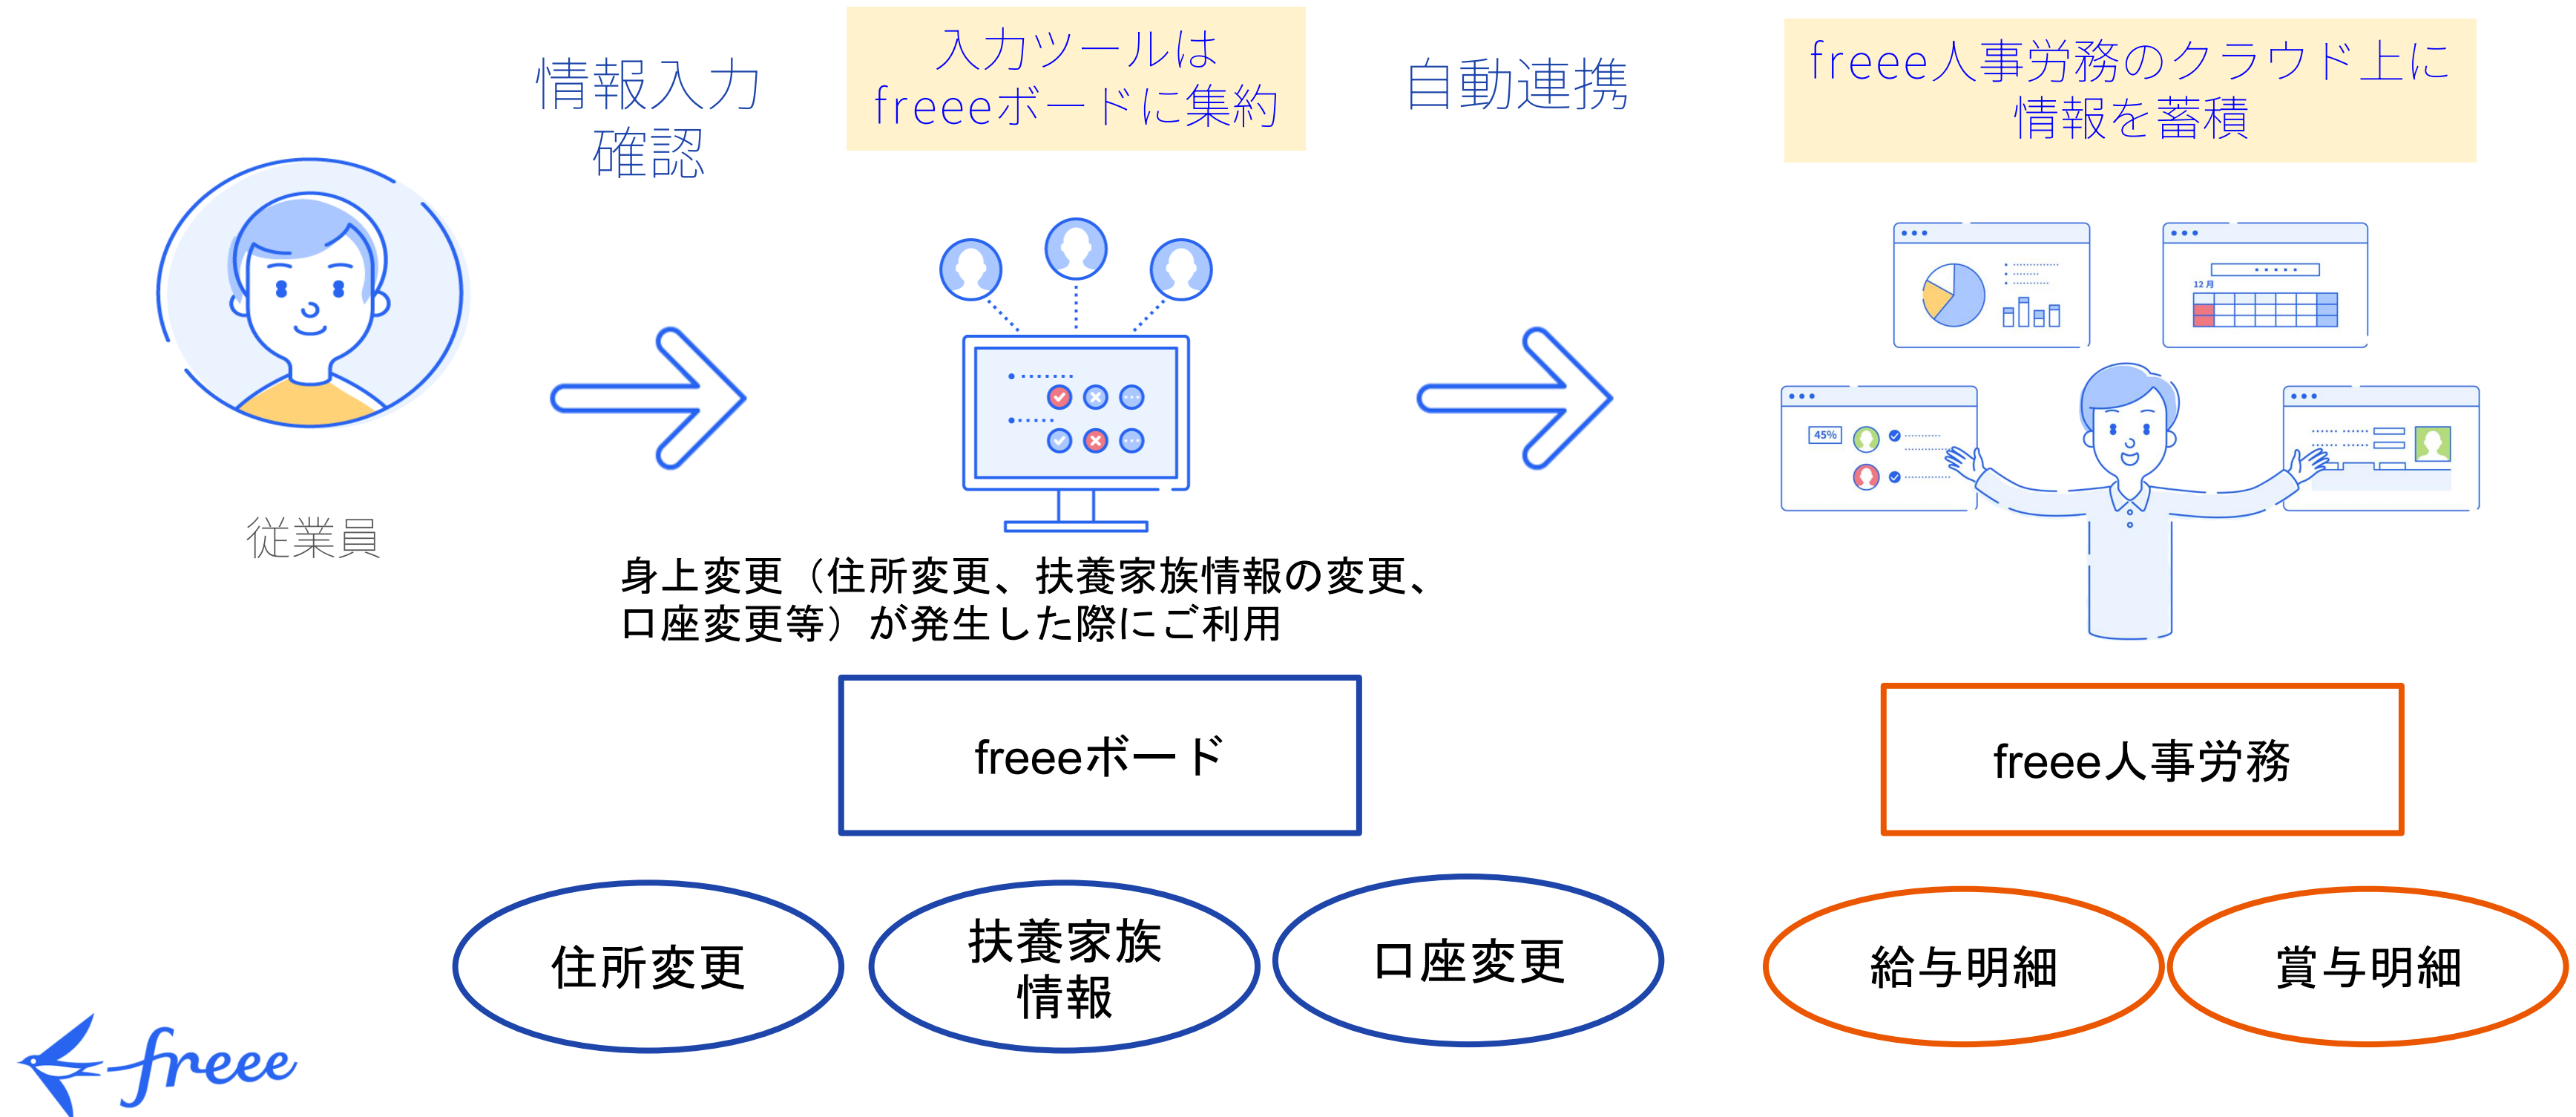 情報入力
確認
入力ツールは
freeeボードに集約
自動連携
freee人事労務のクラウド上に
情報を蓄積
従業員
12月
45%
身上変更（住所変更、扶養家族情報の変更、
口座変更等）が発生した際にご利用
freeeボード
freee人事労務
住所変更
扶養家族
情報
口座変更
給与明細
賞与明細
freee